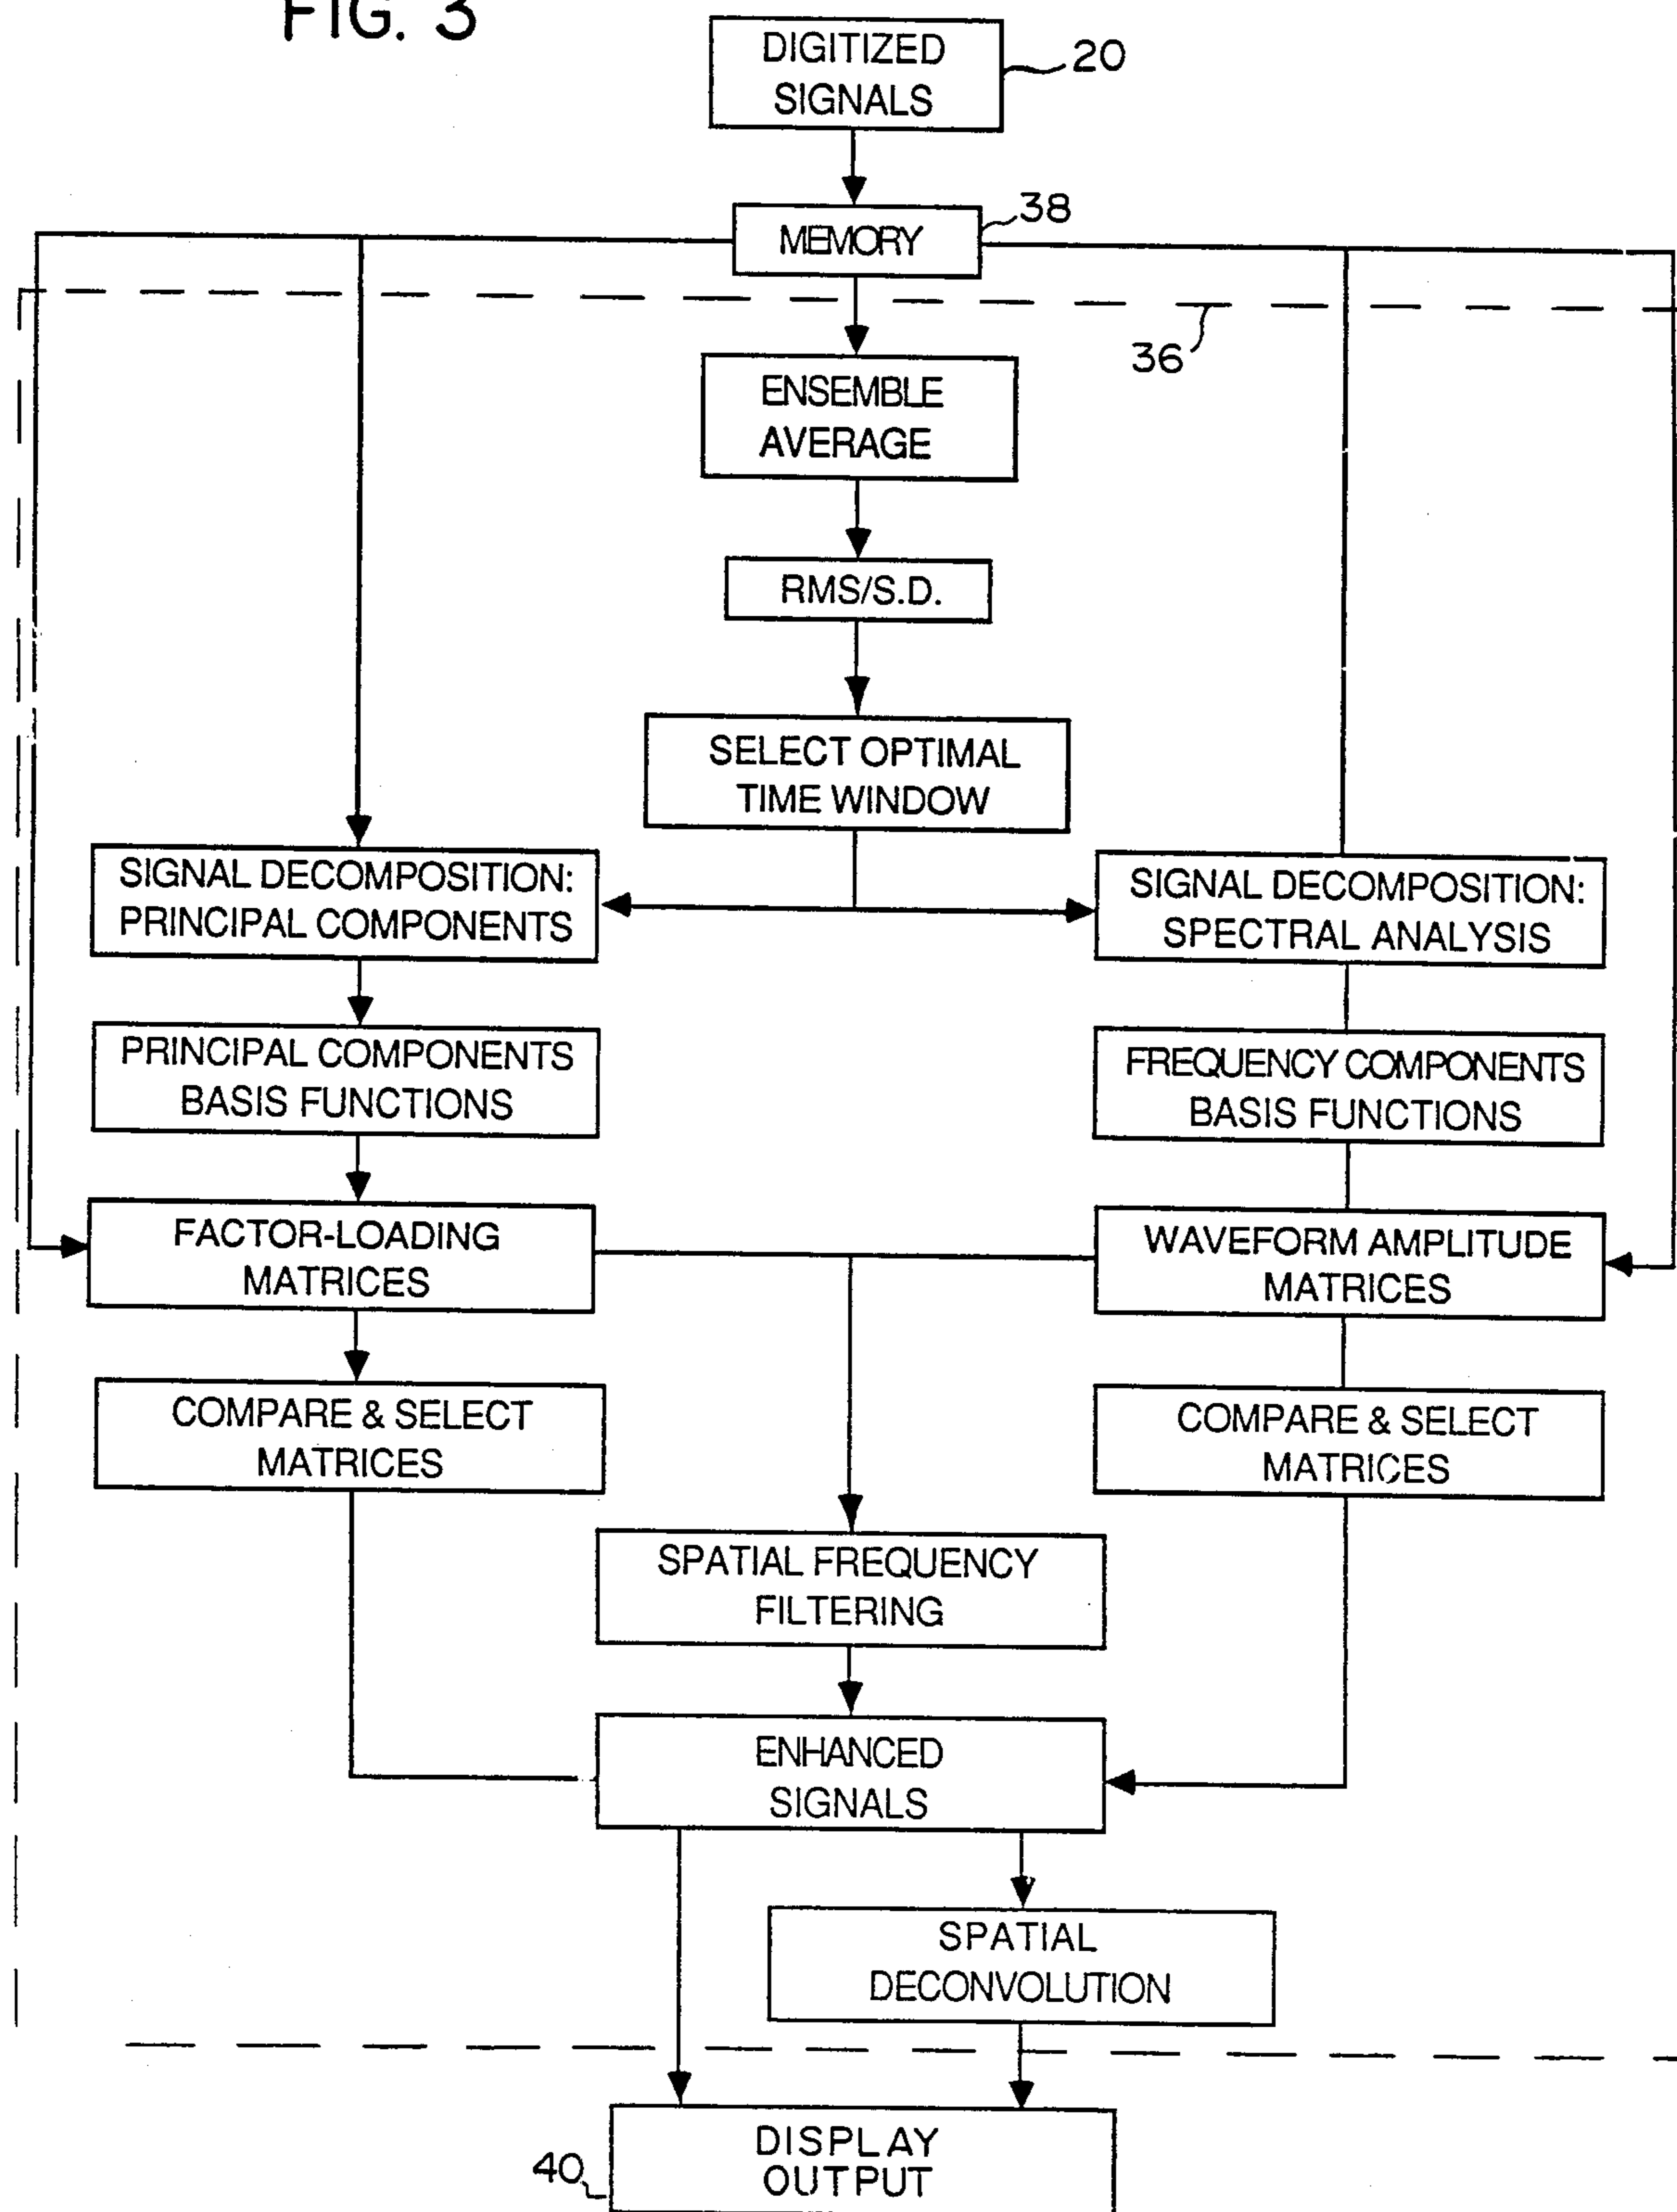 FIG. 3
DIGITIZED
SIGNALS
20
MEMORY
38
36
ENSEMBLE
AVERAGE
RMS/S.D.
SELECT OPTIMAL
TIME WINDOW
SIGNAL DECOMPOSITION:
PRINCIPAL COMPONENTS
SIGNAL DECOMPOSITION:
SPECTRAL ANALYSIS
PRINCIPAL COMPONENTS
BASIS FUNCTIONS
FREQUENCY COMPONENTS
BASIS FUNCTIONS
FACTOR-LOADING
MATRICES
WAVEFORM AMPLITUDE
MATRICES
COMPARE & SELECT
MATRICES
COMPARE & SELECT
MATRICES
SPATIAL FREQUENCY
FILTERING
ENHANCED
SIGNALS
SPATIAL
DECONVOLUTION
DISPLAY
OUTPUT
40